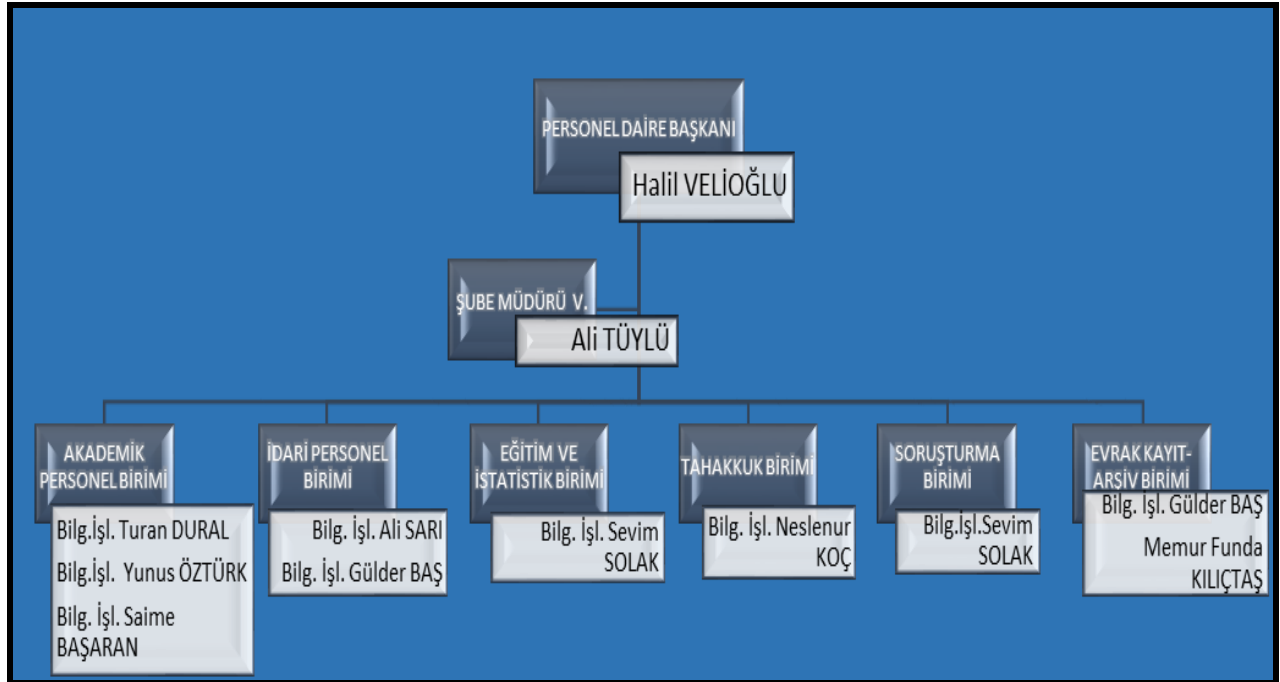 PERSONEL DAİRE BAŞKANI
Halil VELİOĞLU
ŞUBE MÜDÜRÜ V.
Ali TÜYLÜ
AKADEMİK
PERSONEL BİRİMİ
Bilg.İşl. Turan DURAL
Bilg.İşl. Yunus ÖZTÜRK
Bilg. İşl. Saime
BAŞARAN
İDARİ PERSONEL
BİRİMİ
Bilg. İşl. Ali SARI
Bilg. İşl. Gülder BAŞ
EĞİTİM VE
İSTATİSTİK BİRİMİ
Bilg. İşl. Sevim
SOLAK
TAHAKKUK BİRİMİ
Bilg. İşl. Neslenur
KOÇ
SORUŞTURMA
BİRİMİ
Bilg.İşl.Sevim
SOLAK
EVRAK KAYIT-
ARŞİV BİRİMİ
Bilg. İşl. Gülder BAŞ
Memur Funda
KILIÇTAŞ